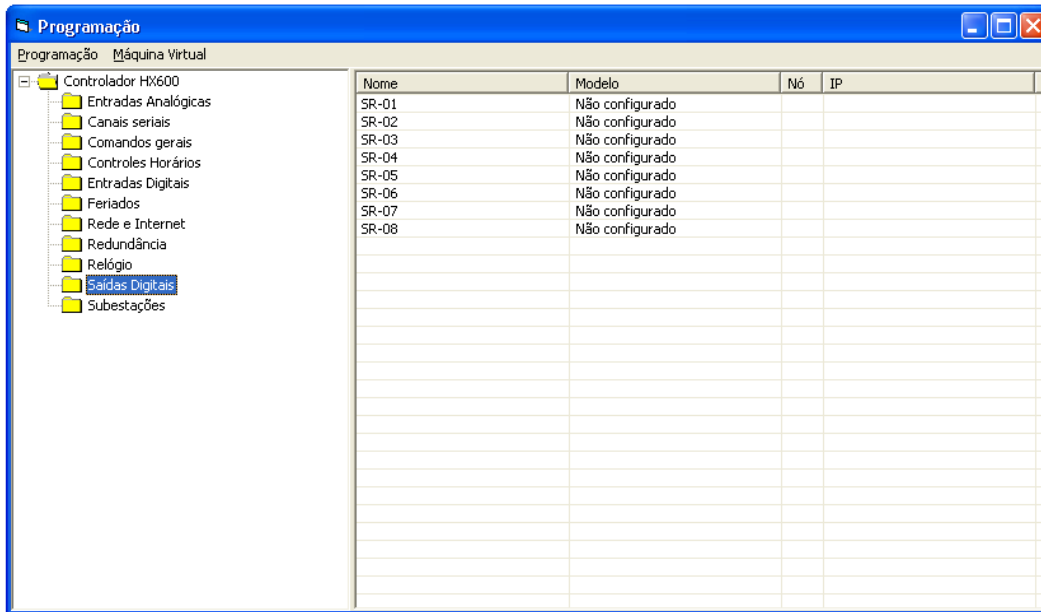 Programação
Programação Máquina Virtual
Controlador HX600
Entradas Analógicas
Canais seriais
Comandos gerais
Controles Horários
Entradas Digitais
Feriados
Rede e Internet
Redundância
Relógio
Saídas Digitais
Subestações
Nome Modelo Nó IP
SR-01 Não configurado
SR-02 Não configurado
SR-03 Não configurado
SR-04 Não configurado
SR-05 Não configurado
SR-06 Não configurado
SR-07 Não configurado
SR-08 Não configurado